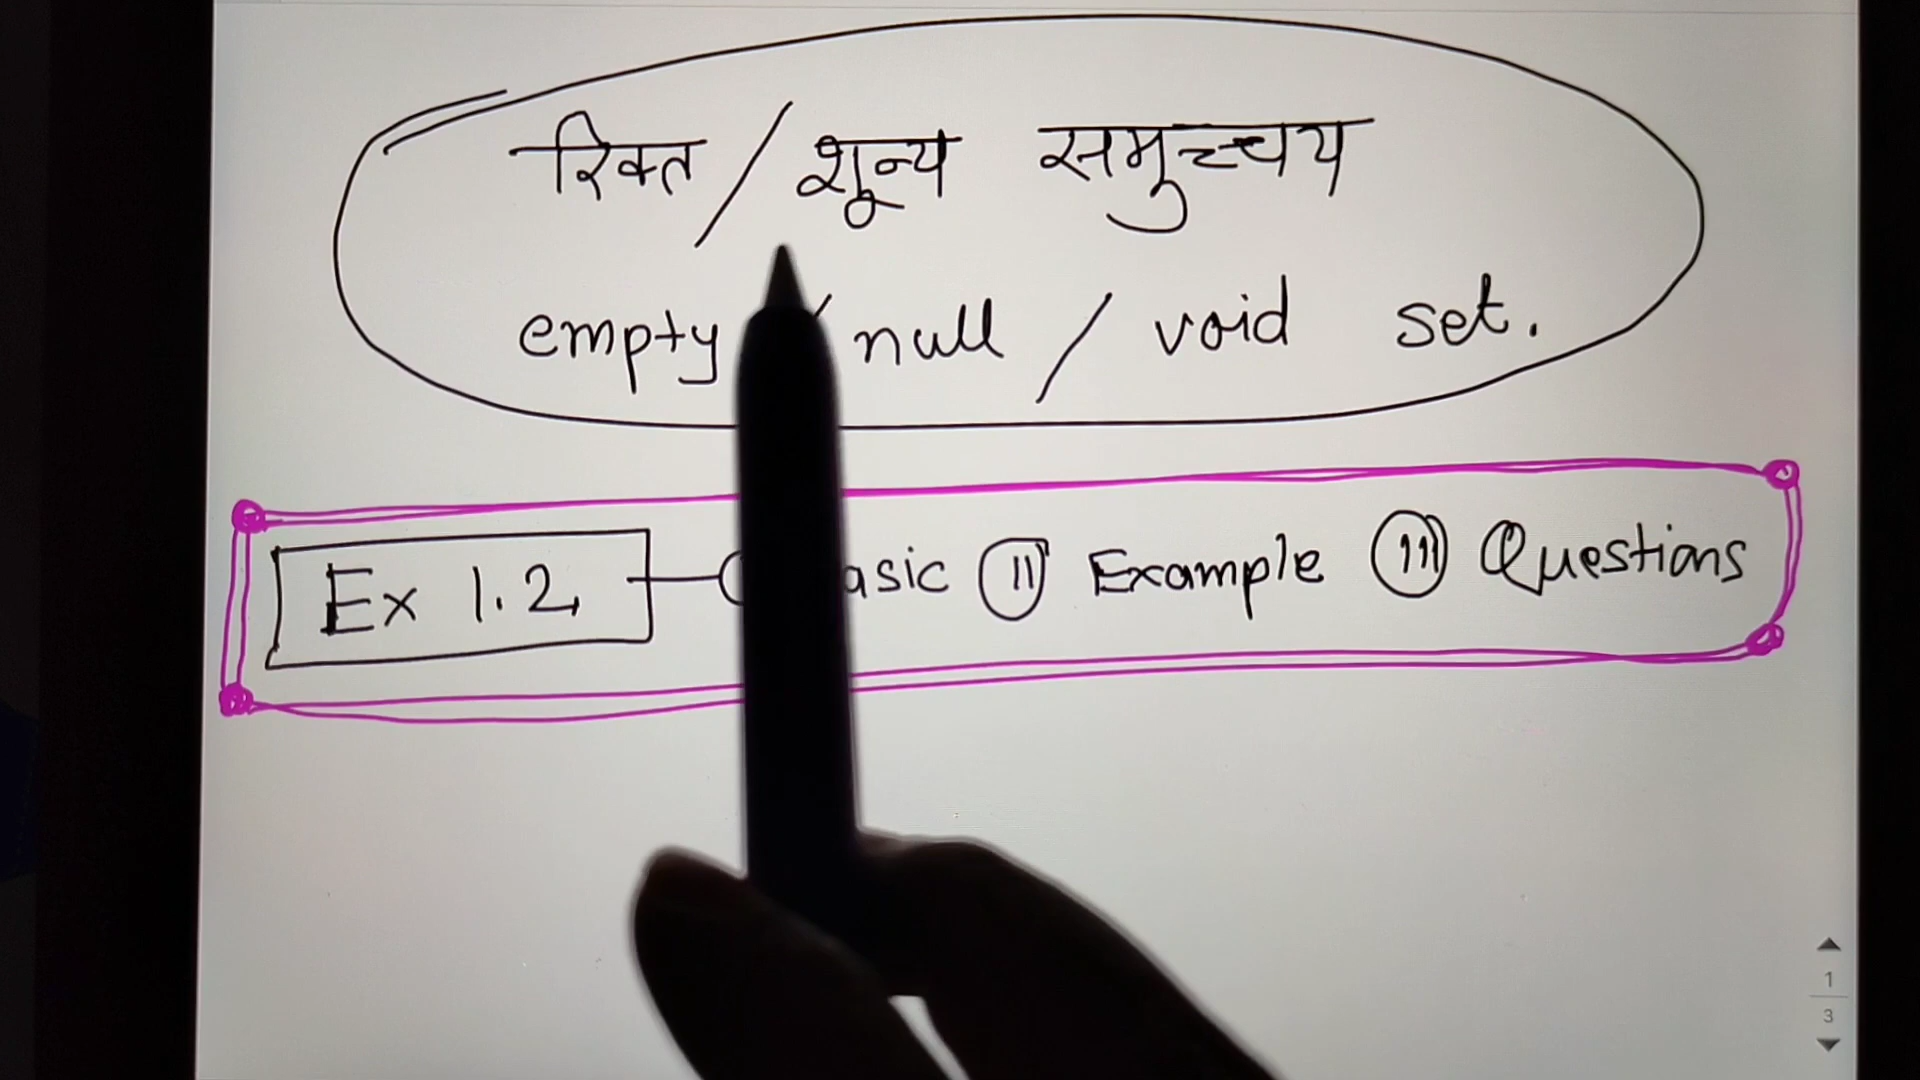 रिक्त / शून्य समुच्चय
empty / null / void set.
Ex 1.2 asic (ii) Example (iii) Questions
1
3